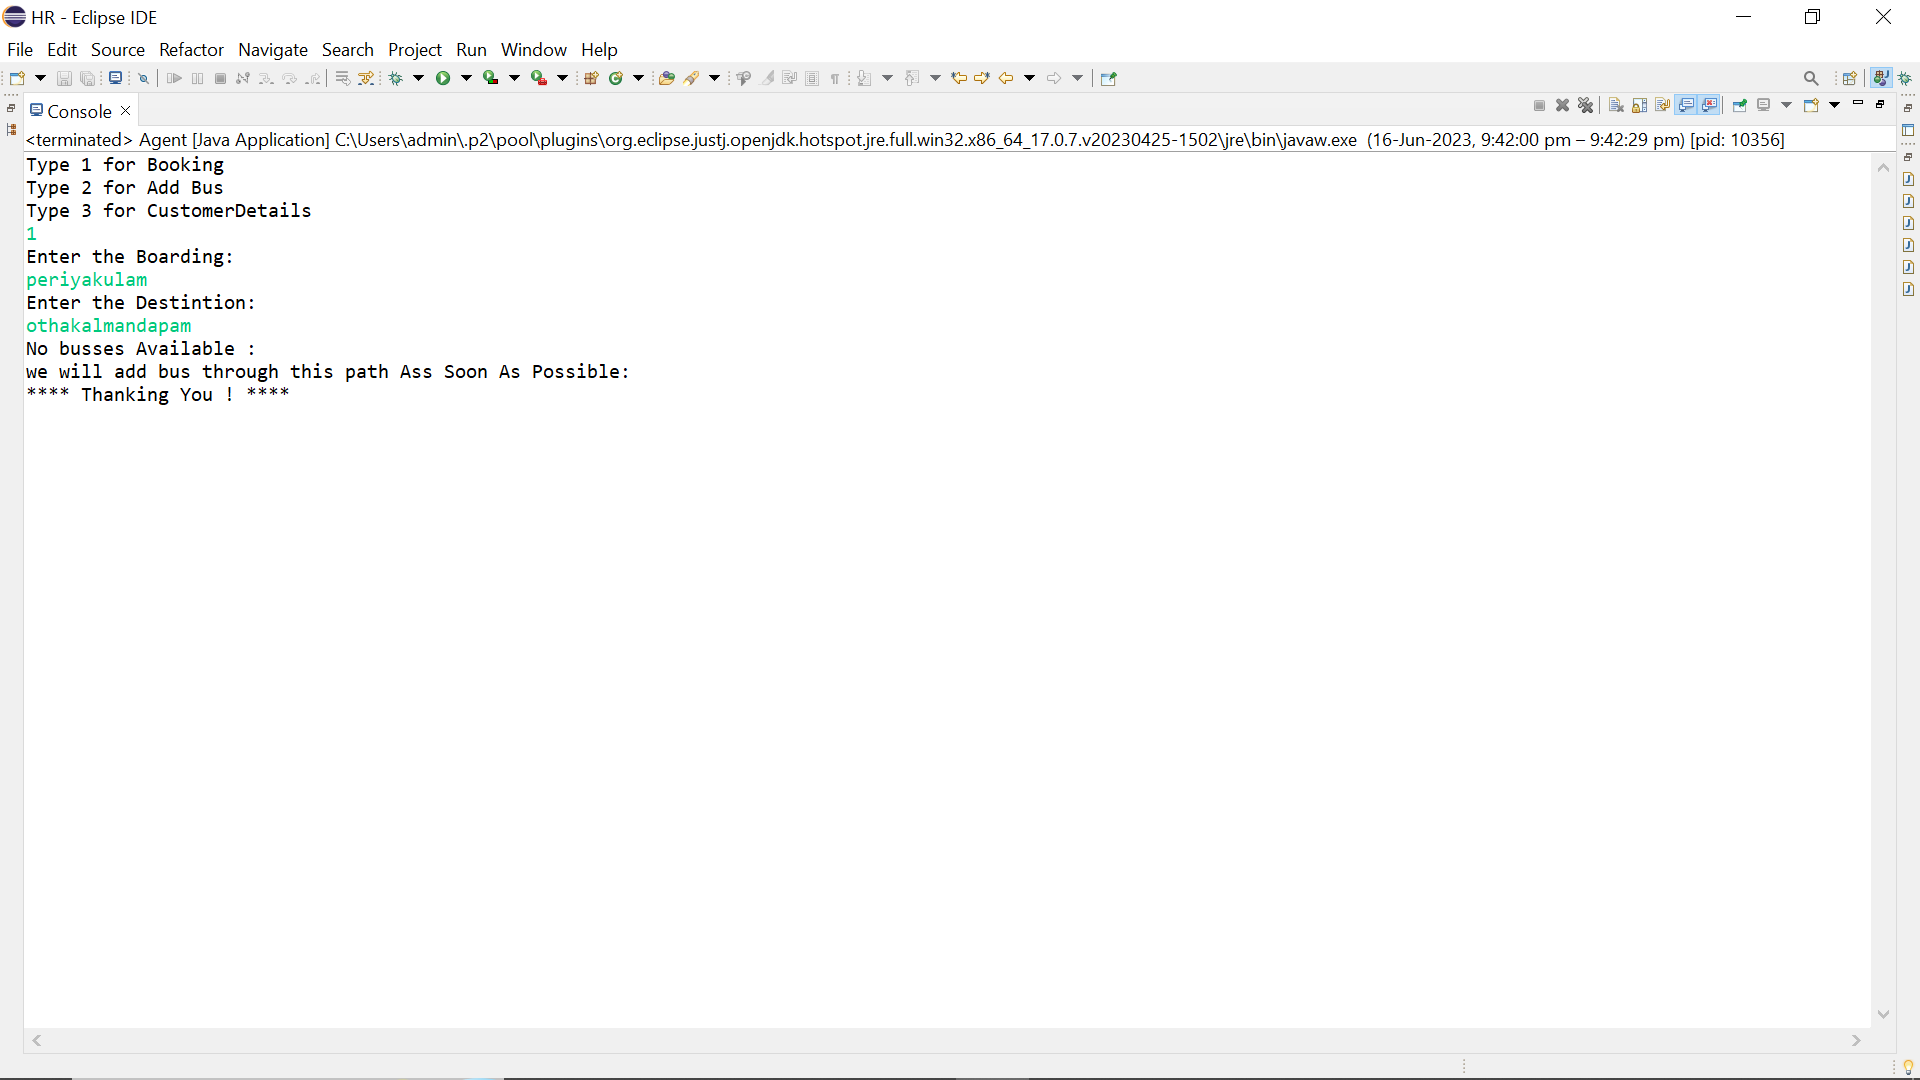 HR - Eclipse IDE
File Edit Source Refactor Navigate Search Project Run Window Help
Console
<terminated> Agent [Java Application] C:\Users\admin\.p2\pool\plugins\org.eclipse.justj.openjdk.hotspot.jre.full.win32.x86_64_17.0.7.v20230425-1502\jre\bin\javaw.exe (16-Jun-2023, 9:42:00 pm – 9:42:29 pm) [pid: 10356]
Type 1 for Booking
Type 2 for Add Bus
Type 3 for CustomerDetails
1
Enter the Boarding:
periyakulam
Enter the Destintion:
othakalmandapam
No busses Available :
we will add bus through this path Ass Soon As Possible:
**** Thanking You ! ****